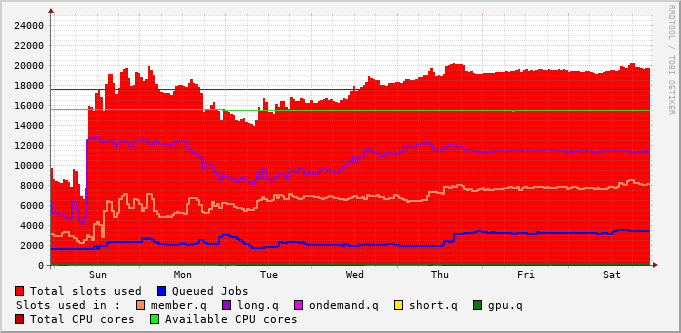 24000
22000
20000
18000
16000
14000
12000
10000
8000
6000
4000
2000
0
Sun Mon Tue Wed Thu Fri Sat
RRDTOOL / TOBI OETIKER
Total slots used Queued Jobs
Slots used in : member.q long.q ondemand.q short.q gpu.q
Total CPU cores Available CPU cores